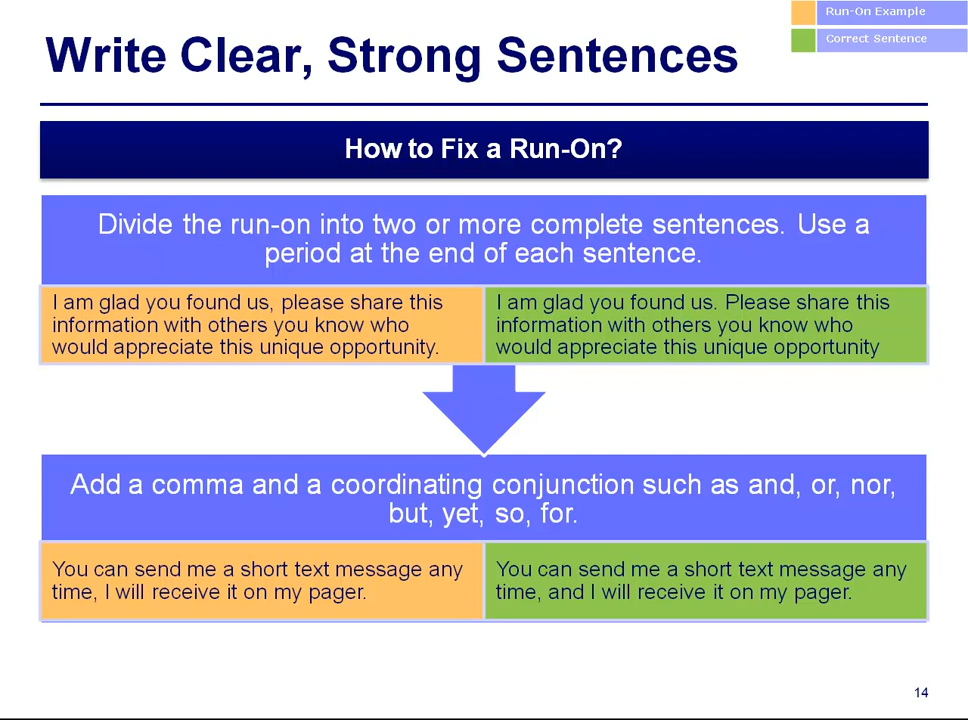 Run-On Example
Correct Sentence
Write Clear, Strong Sentences
How to Fix a Run-On?
Divide the run-on into two or more complete sentences. Use a
period at the end of each sentence.
I am glad you found us, please share this
information with others you know who
would appreciate this unique opportunity.
I am glad you found us. Please share this
information with others you know who
would appreciate this unique opportunity
Add a comma and a coordinating conjunction such as and, or, nor,
but, yet, so, for.
You can send me a short text message any
time, I will receive it on my pager.
You can send me a short text message any
time, and I will receive it on my pager.
14